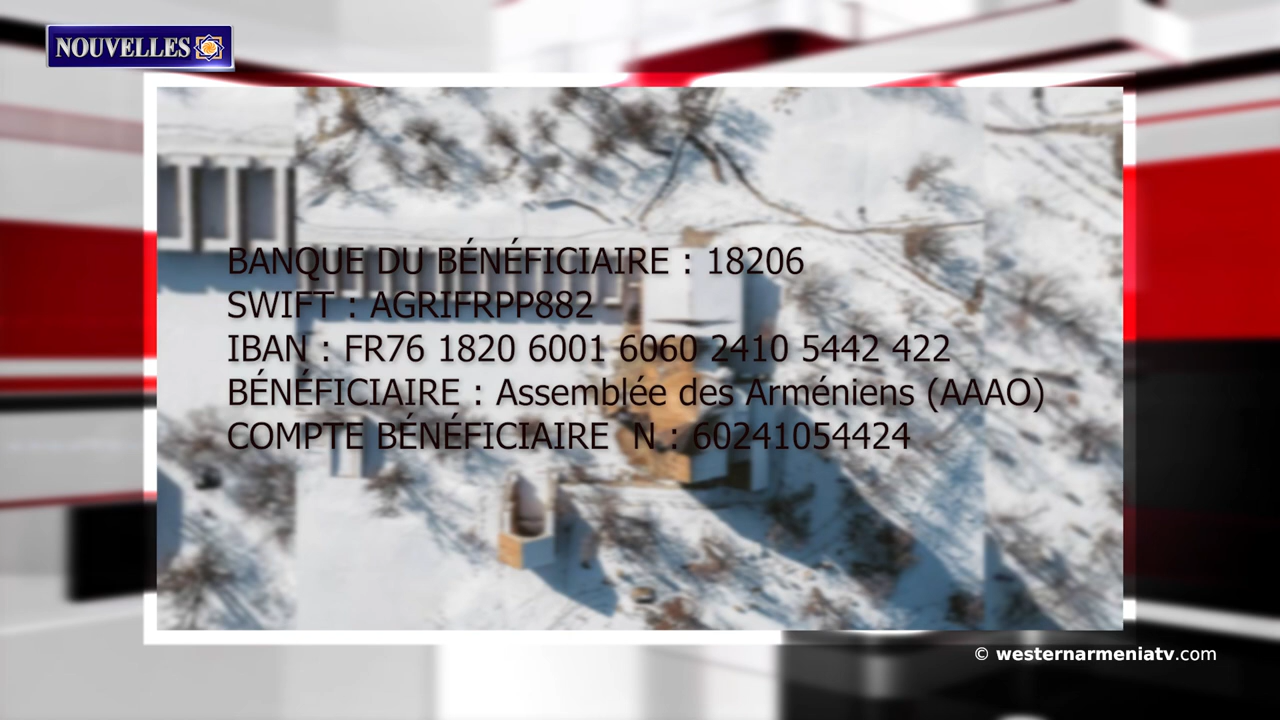 NOUVELLES
BANQUE DU BÉNÉFICIAIRE : 18206
SWIFT : AGRIFRPP882
IBAN : FR76 1820 6001 6060 2410 5442 422
BÉNÉFICIAIRE : Assemblée des Arméniens (AAAO)
COMPTE BÉNÉFICIAIRE N : 60241054424
© westernarmeniatv.com